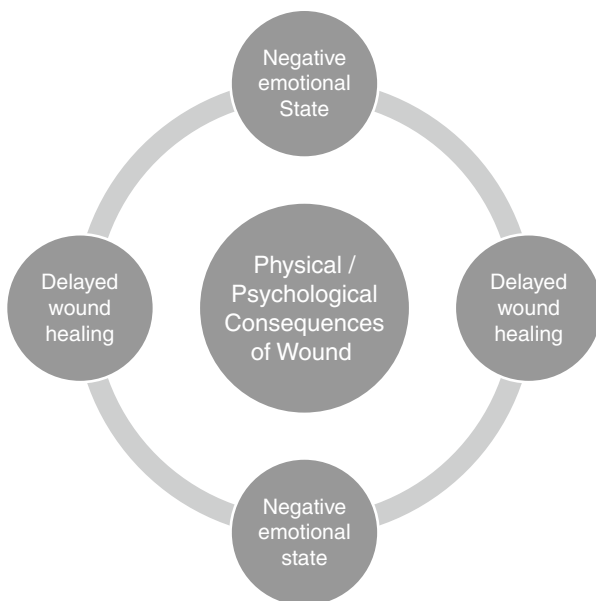 Negative
emotional
State
Delayed
wound
healing
Physical /
Psychological
Consequences
of Wound
Delayed
wound
healing
Negative
emotional
state